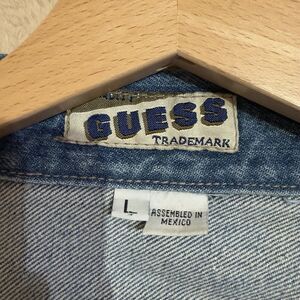 GUESS
TRADEMARK
L
ASSEMBLED IN
MEXICO